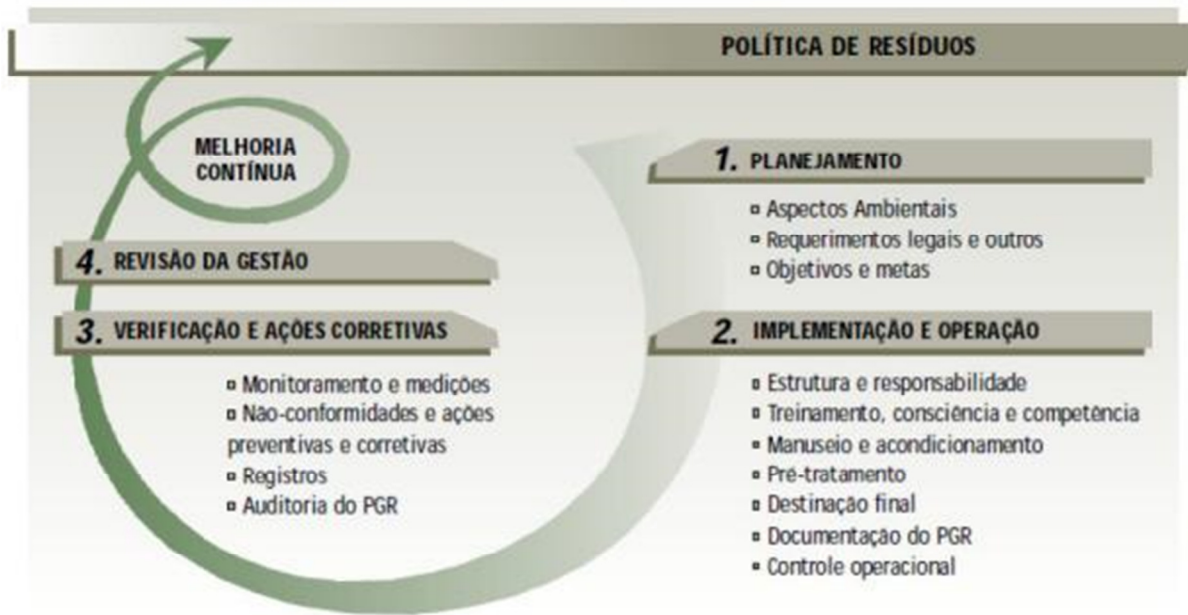 POLÍTICA DE RESÍDUOS
MELHORIA
CONTÍNUA
1. PLANEJAMENTO
▫ Aspectos Ambientais
▫ Requerimentos legais e outros
▫ Objetivos e metas
2. IMPLEMENTAÇÃO E OPERAÇÃO
▫ Estrutura e responsabilidade
▫ Treinamento, consciência e competência
▫ Manuseio e acondicionamento
▫ Pré-tratamento
▫ Destinação final
▫ Documentação do PGR
▫ Controle operacional
3. VERIFICAÇÃO E AÇÕES CORRETIVAS
▫ Monitoramento e medições
▫ Não-conformidades e ações
preventivas e corretivas
▫ Registros
▫ Auditoria do PGR
4. REVISÃO DA GESTÃO